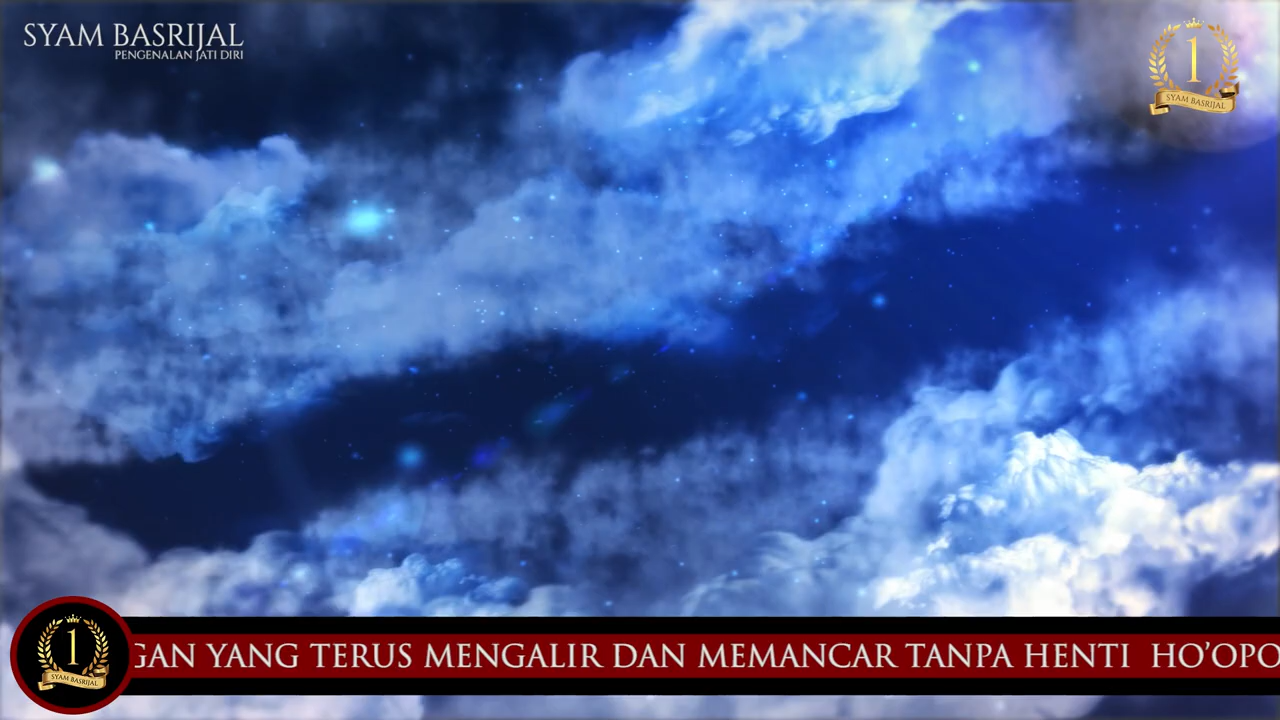 SYAM BASRIJAL
PENGENALAN JATI DIRI
1
SYAM BASRIJAL
1
SYAM BASRIJAL
GAN YANG TERUS MENGALIR DAN MEMANCAR TANPA HENTI HO'OPO